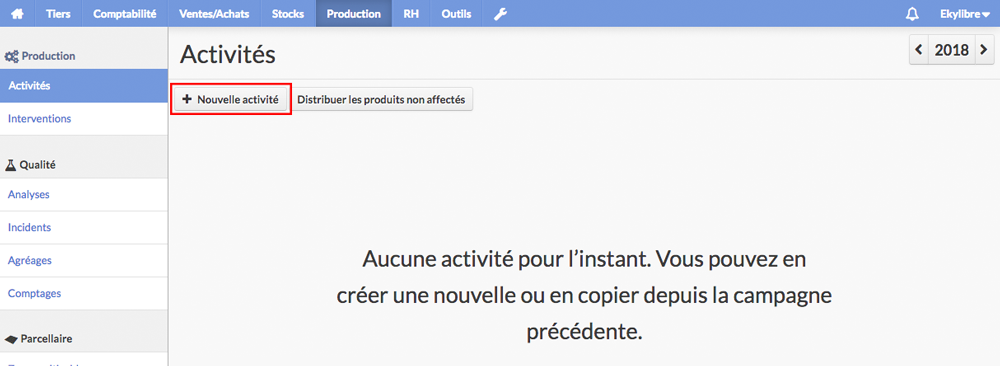 Tiers Comptabilité Ventes/Achats Stocks Production RH Outils Ekylibre
Production
Activités
Interventions
Qualité
Analyses
Incidents
Agréages
Comptages
Parcellaire
Activités
2018
Nouvelle activité Distribuer les produits non affectés
Aucune activité pour l’instant. Vous pouvez en
créer une nouvelle ou en copier depuis la campagne
précédente.